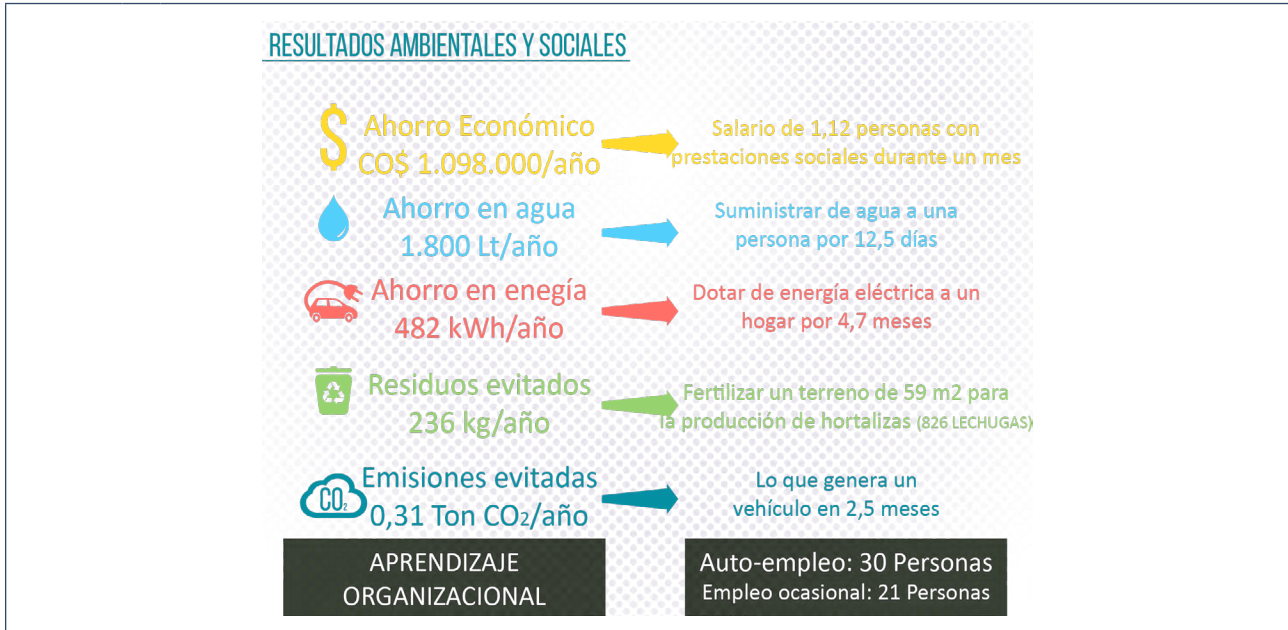 RESULTADOS AMBIENTALES Y SOCIALES
$ Ahorro Económico
CO$ 1.098.000/año
Salario de 1,12 personas con
prestaciones sociales durante un mes
Ahorro en agua
1.800 Lt/año
Suministrar de agua a una
persona por 12,5 días
Ahorro en enegía
482 kWh/año
Dotar de energía eléctrica a un
hogar por 4,7 meses
Residuos evitados
236 kg/año
Fertilizar un terreno de 59 m2 para
la producción de hortalizas (826 LECHUGAS)
CO₂
Emisiones evitadas
0,31 Ton CO₂/año
Lo que genera un
vehículo en 2,5 meses
APRENDIZAJE
ORGANIZACIONAL
Auto-empleo: 30 Personas
Empleo ocasional: 21 Personas